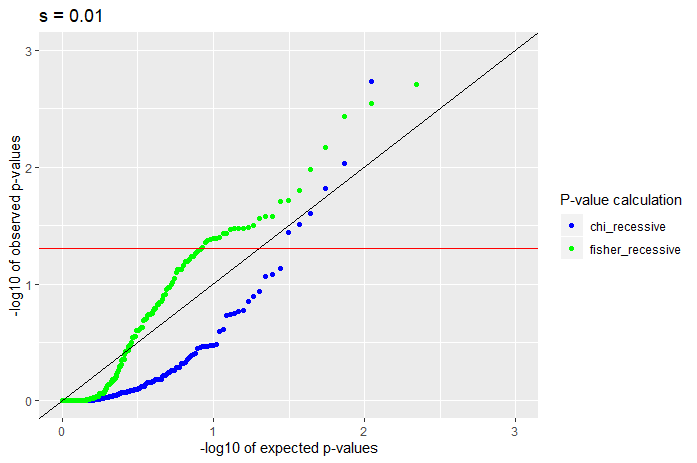 s = 0.01
3
2
1
0
-log10 of observed p-values
0
1
2
3
-log10 of expected p-values
P-value calculation
chi_recessive
fisher_recessive